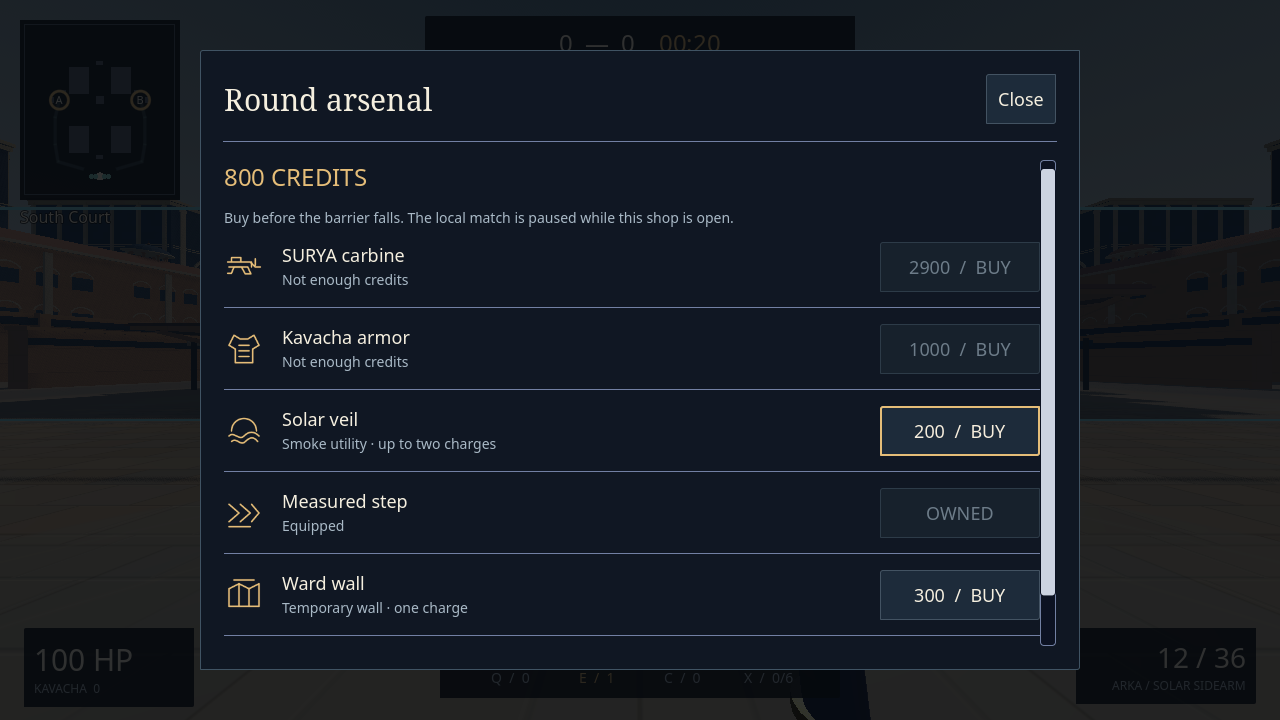 0 — 0 00:20
Round arsenal
Close
A
B
800 CREDITS
South Court
Buy before the barrier falls. The local match is paused while this shop is open.
SURYA carbine
Not enough credits
2900 / BUY
Kavacha armor
Not enough credits
1000 / BUY
Solar veil
Smoke utility · up to two charges
200 / BUY
Measured step
Equipped
OWNED
Ward wall
Temporary wall · one charge
300 / BUY
100 HP
KAVACHA 0
Q / 0 E / 1 C / 0 X / 0/6
12 / 36
ARKA / SOLAR SIDEARM